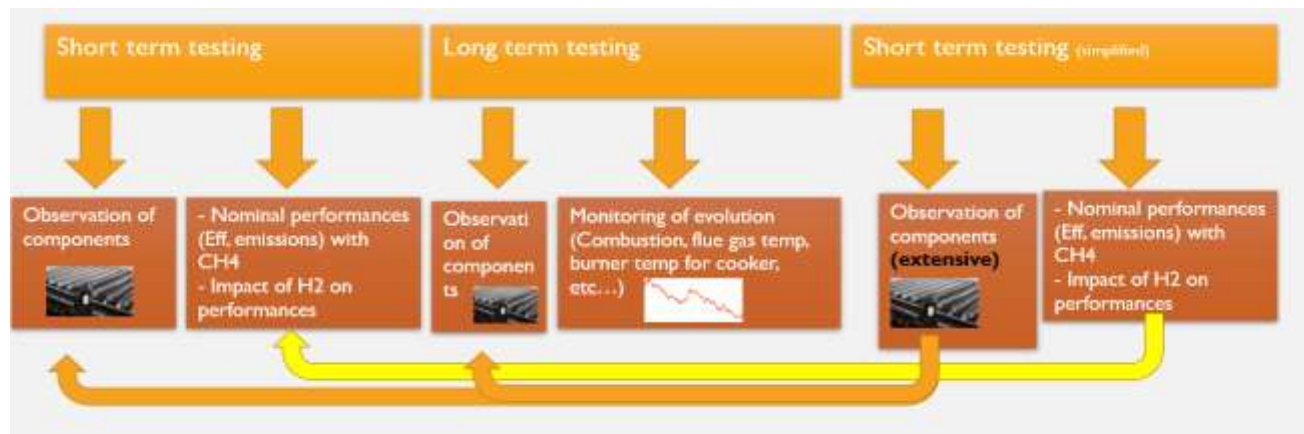 Short term testing
Long term testing
Short term testing (simplified)
Observation of
components
- Nominal performances
(Eff, emissions) with
CH4
- Impact of H2 on
performances
Observati
on of
componen
ts
Monitoring of evolution
(Combustion, flue gas temp,
burner temp for cooker,
etc…)
Observation of
components
(extensive)
- Nominal performances
(Eff, emissions) with
CH4
- Impact of H2 on
performances